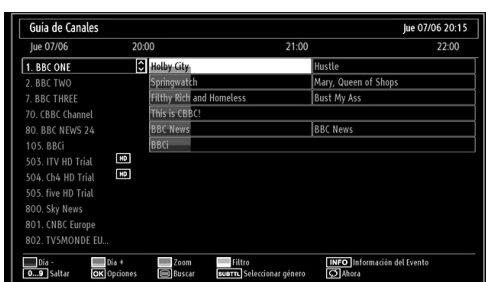 Guía de Canales Jue 07/06 20:15
Jue 07/06 20:00 21:00 22:00
1. BBC ONE Holby City Hustle
2. BBC TWO Springwatch Mary, Queen of Shops
7. BBC THREE Filthy Rich and Homeless Bust My Ass
70. CBBC Channel This is CBBC!
80. BBC NEWS 24 BBC News BBC News
105. BBCi BBCi
503. ITV HD Trial HD
504. Ch4 HD Trial HD
505. five HD Trial
800. Sky News
801. CNBC Europe
802. TV5MONDE EU...
Día - Día + Zoom Filtro INFO Información del Evento
0...9 Saltar OK Opciones Buscar SUBTTL Seleccionar género Ahora